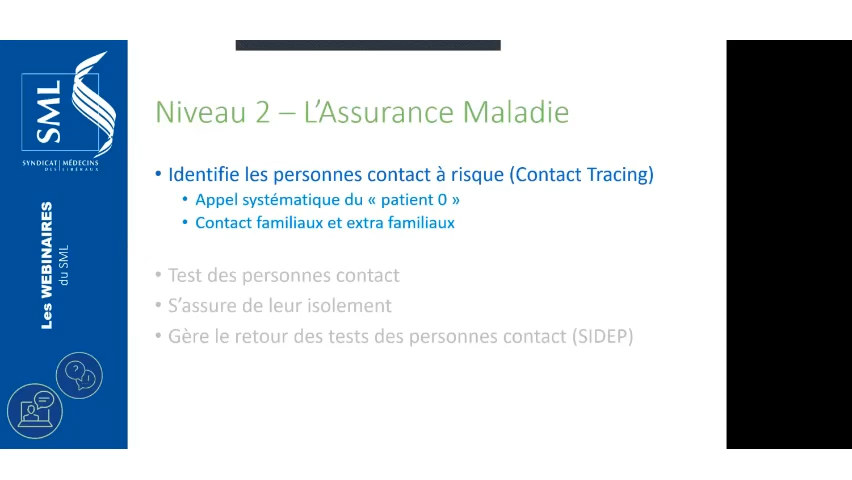 SML
SYNDICAT MÉDECINS
DES LIBÉRAUX
Les WEBINAIRES
du SML
Niveau 2 – L’Assurance Maladie
• Identifie les personnes contact à risque (Contact Tracing)
• Appel systématique du « patient 0 »
• Contact familiaux et extra familiaux
• Test des personnes contact
• S’assure de leur isolement
• Gère le retour des tests des personnes contact (SIDEP)